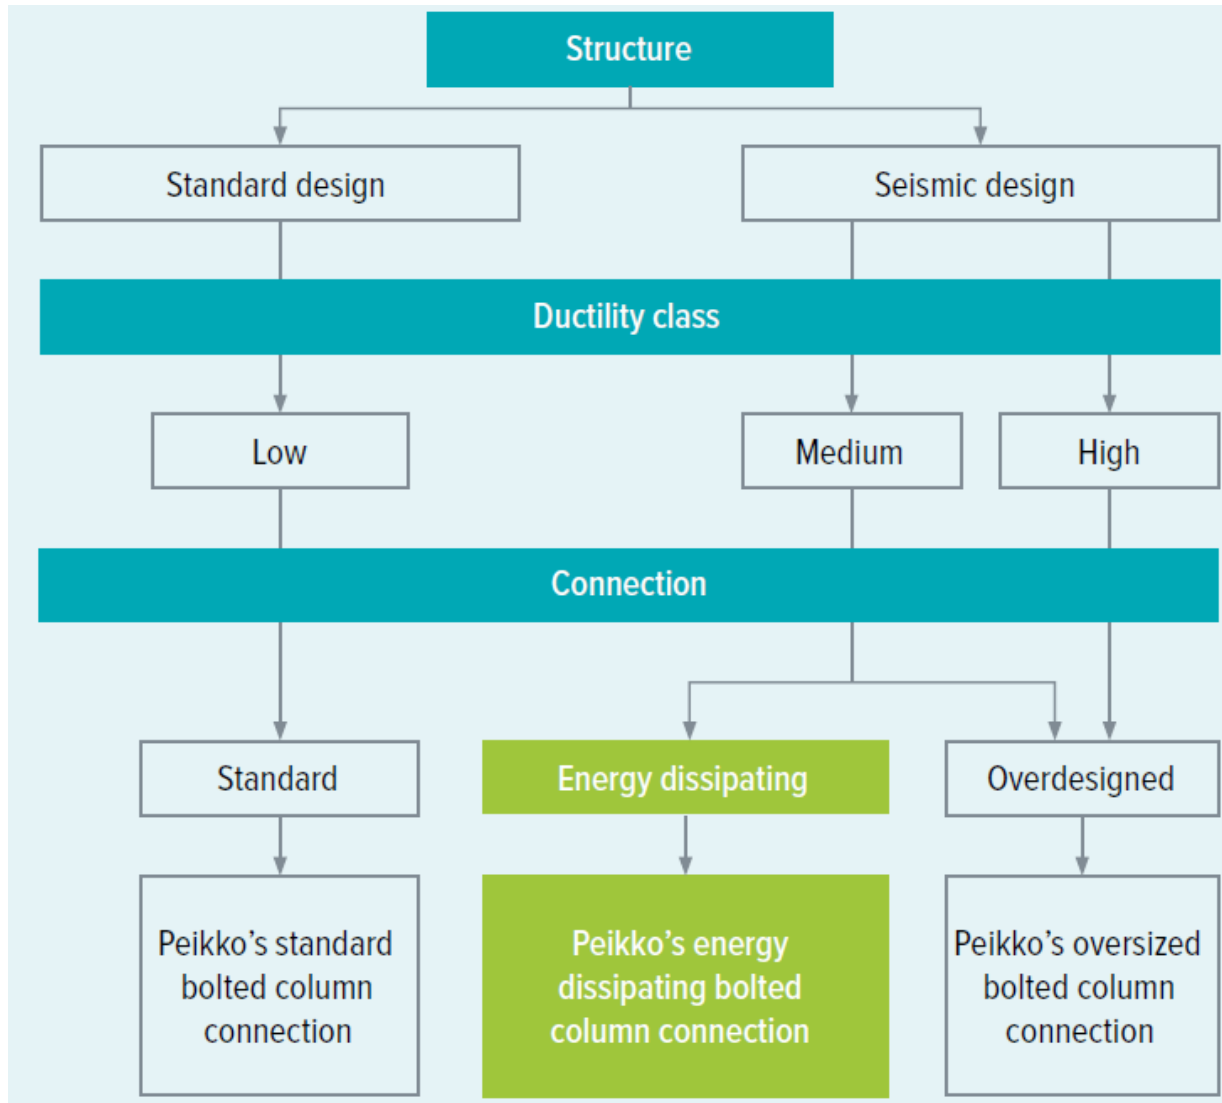 Structure
Standard design
Seismic design
Ductility class
Low
Medium
High
Connection
Standard
Energy dissipating
Overdesigned
Peikko’s standard
bolted column
connection
Peikko’s energy
dissipating bolted
column connection
Peikko’s oversized
bolted column
connection